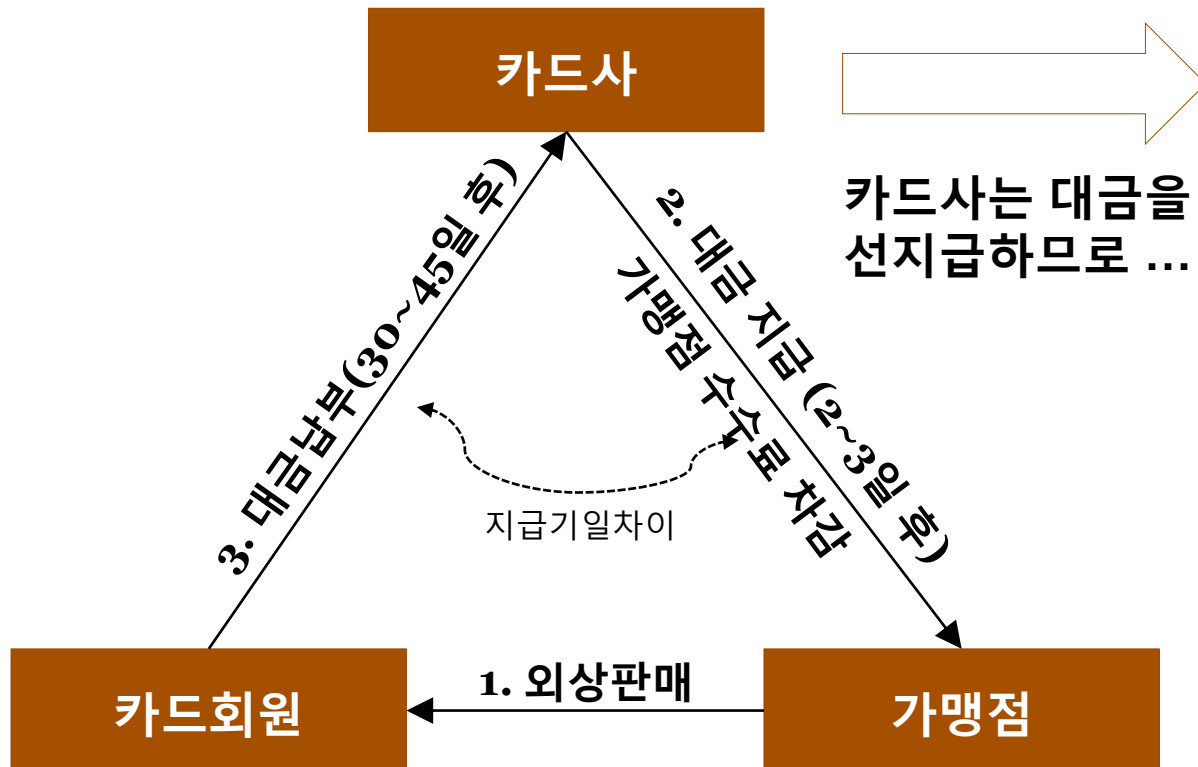 카드사
카드사는 대금을
선지급하므로 ...
2. 대금 지급 (2~3일 후)
가맹점 수수료 차감
3. 대금납부(30~45일 후)
지급기일차이
1. 외상판매
카드회원
가맹점